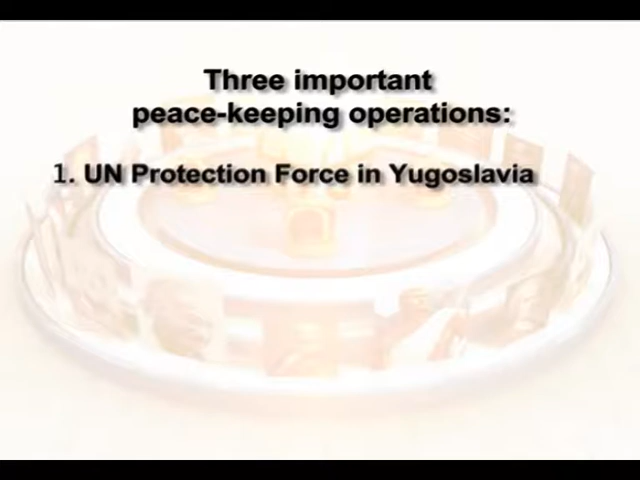 Three important
peace-keeping operations:
1. UN Protection Force in Yugoslavia